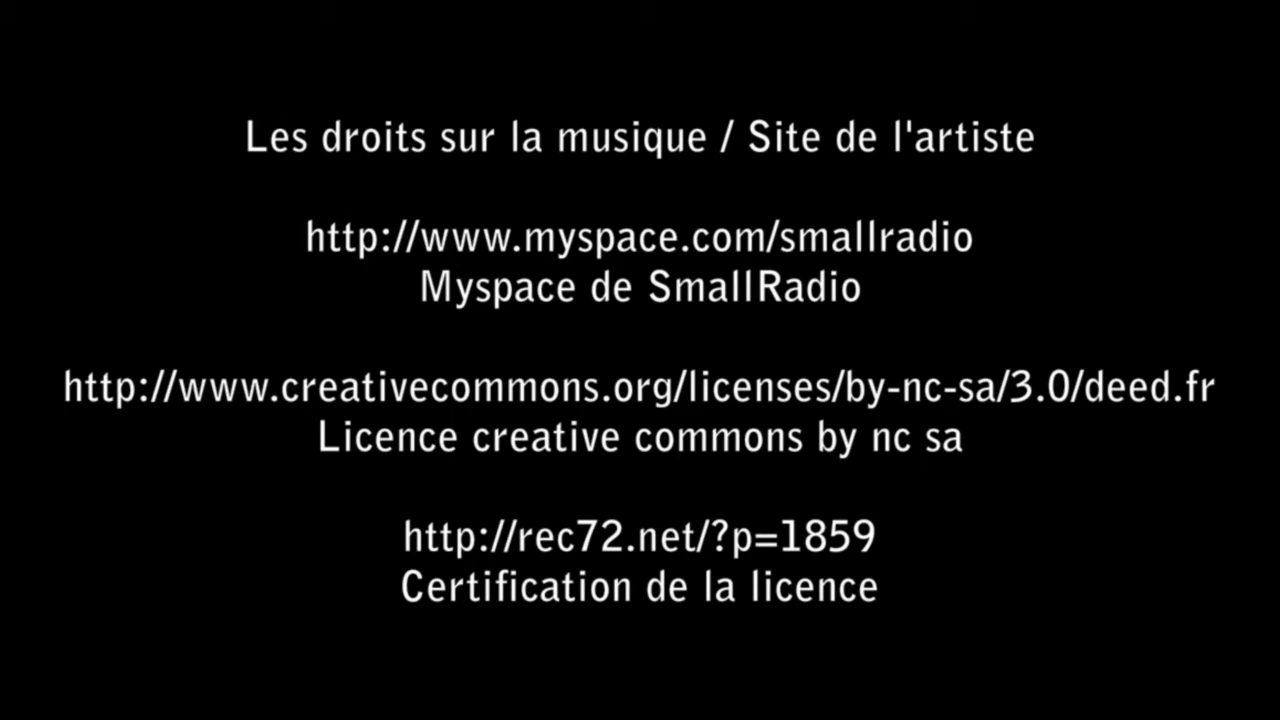 Les droits sur la musique / Site de l'artiste
http://www.myspace.com/smallradio
Myspace de SmallRadio
http://www.creativecommons.org/licenses/by-nc-sa/3.0/deed.fr
Licence creative commons by nc sa
http://rec72.net/?p=1859
Certification de la licence